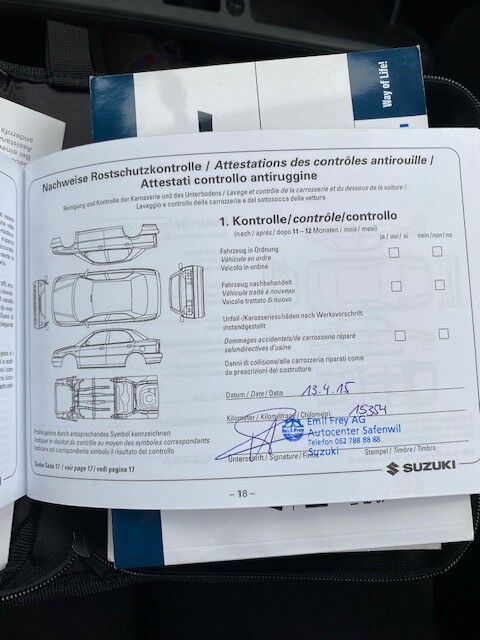 Way of Life!
andernfa
Nachweise Rostschutzkontrolle / Attestations des contrôles antirouille /
Attestati controllo antiruggine
Reinigung und Kontrolle der Karosserie und des Unterbodens / Lavage et contrôle de la carrosserie et du dessous de la voiture /
Lavaggio e controllo della carrozzeria e del sottoscocca della vettura
1. Kontrolle/contrôle/controllo
(nach / après / dopo 11 – 12 Monaten / mois / mesi)
ja / oui / si nein / non / no
Fahrzeug in Ordnung
Véhicule en ordre
Veicolo in ordine
Fahrzeug nachbehandelt
Véhicule traité à nouveau
Veicolo trattato di nuovo
Unfall-/Karosserieschäden nach Werksvorschrift
instandgestellt
Dommages accidentels/de carrosserie réparé
selondirectives d'usine
Danni di collisione/alla carrozzeria riparati come
da prescrizioni del costruttore
Datum / Date / Data 13.4.15
Kilometer / Kilométrage / Chilometri 15354
Emil Frey AG
Autocenter Safenwil
Telefon 062 788 88 88
Suzuki
Unterschrift / Signature / Firma Stempel / Timbre / Timbro
Prüfergebnis durch entsprechendes Symbol kennzeichnen
Indiquer le résultat du contrôle au moyen des symboles correspondants
Indicare col corrispondente simbolo il risultato del controllo
Siehe Seite 17 / voir page 17 / vedi pagina 17
SUZUKI
– 18 –